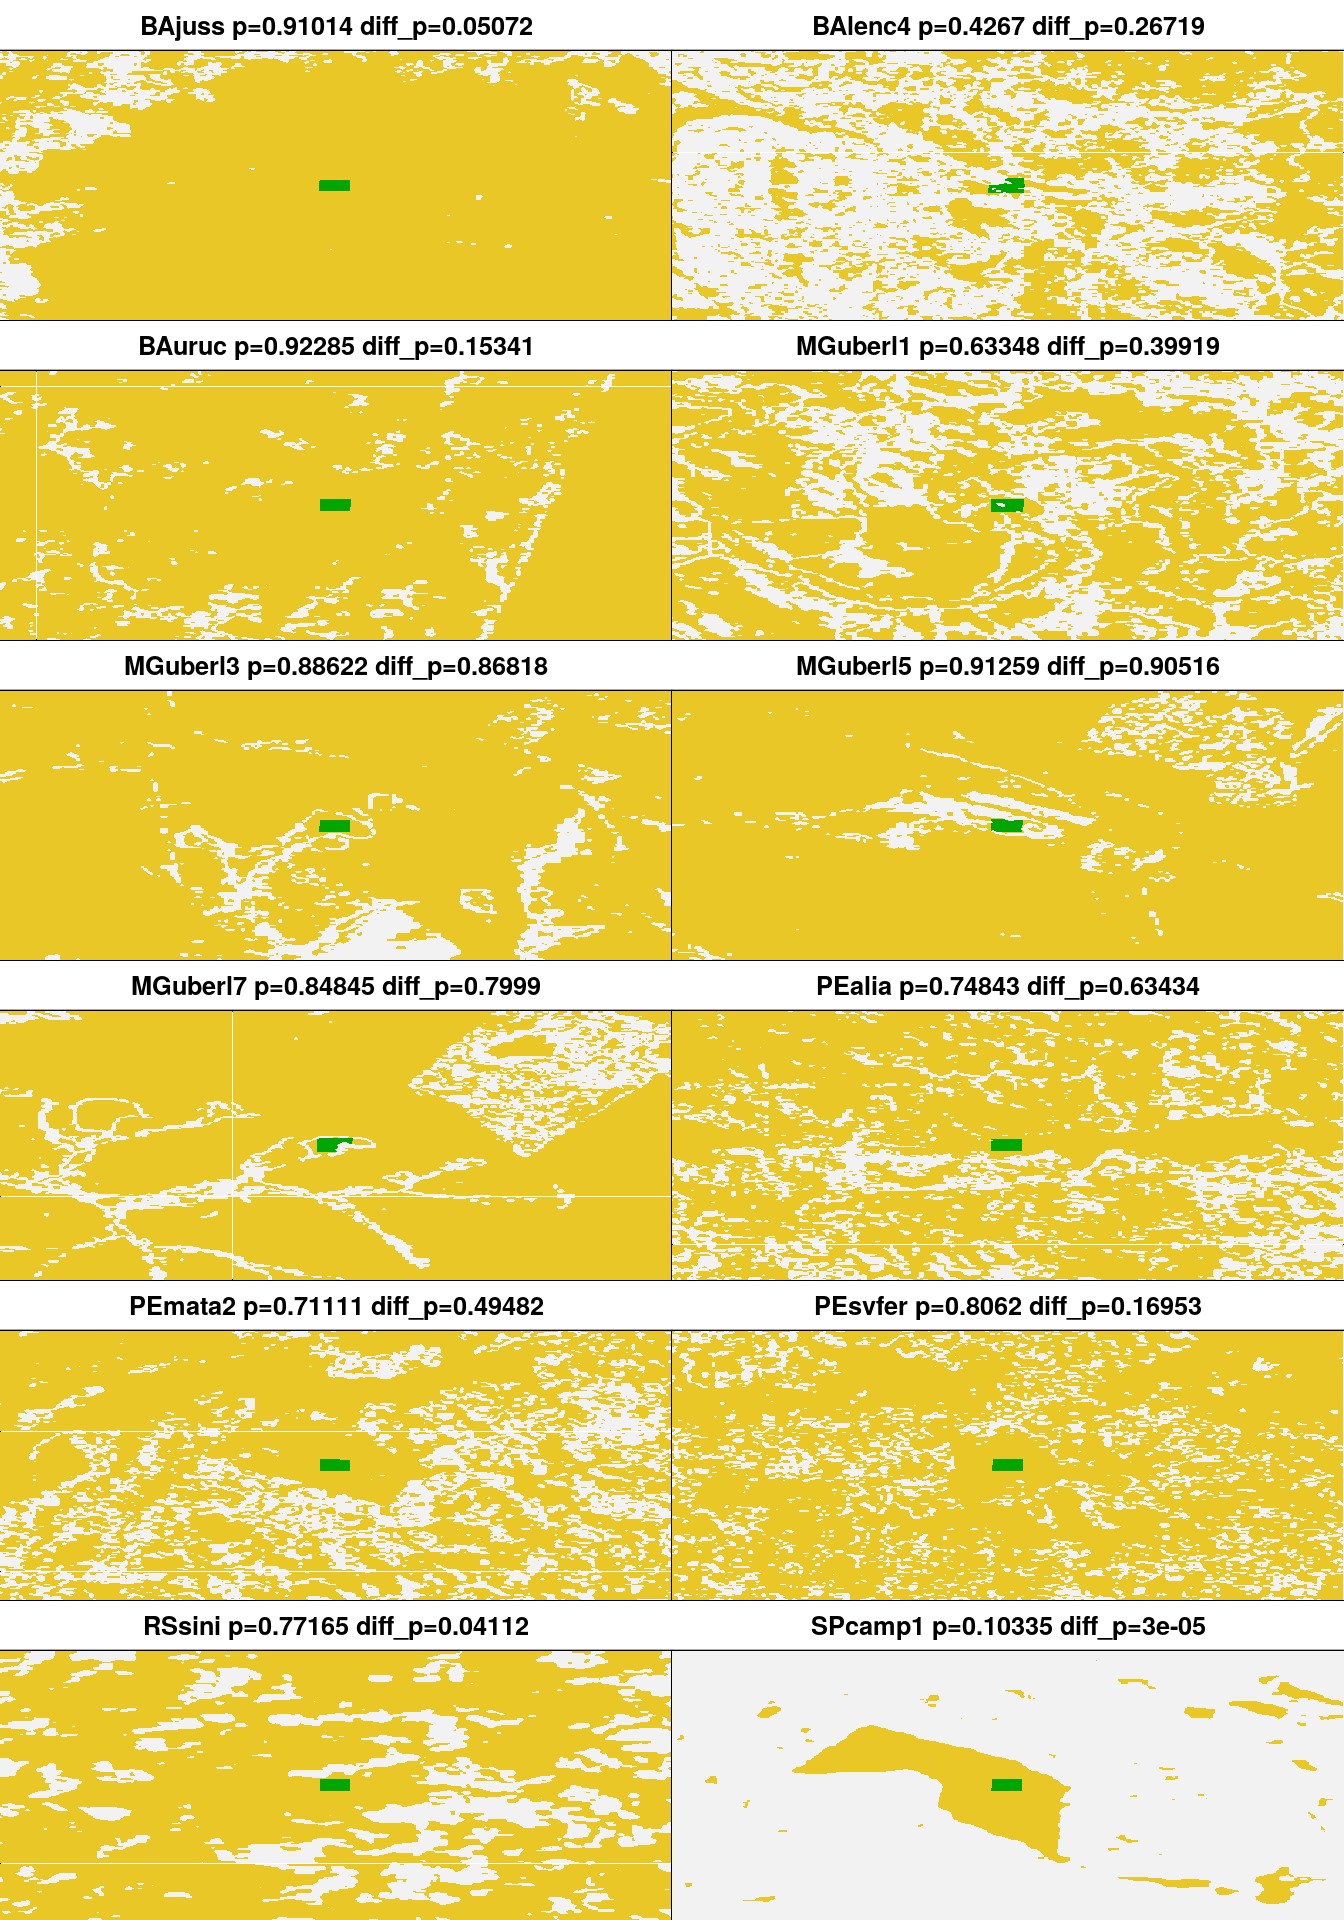 BAjuss p=0.91014 diff_p=0.05072
BAlenc4 p=0.4267 diff_p=0.26719
BAuruc p=0.92285 diff_p=0.15341
MGuberl1 p=0.63348 diff_p=0.39919
MGuberl3 p=0.88622 diff_p=0.86818
MGuberl5 p=0.91259 diff_p=0.90516
MGuberl7 p=0.84845 diff_p=0.7999
PEalia p=0.74843 diff_p=0.63434
PEmata2 p=0.71111 diff_p=0.49482
PEsvfer p=0.8062 diff_p=0.16953
RSsini p=0.77165 diff_p=0.04112
SPcamp1 p=0.10335 diff_p=3e-05